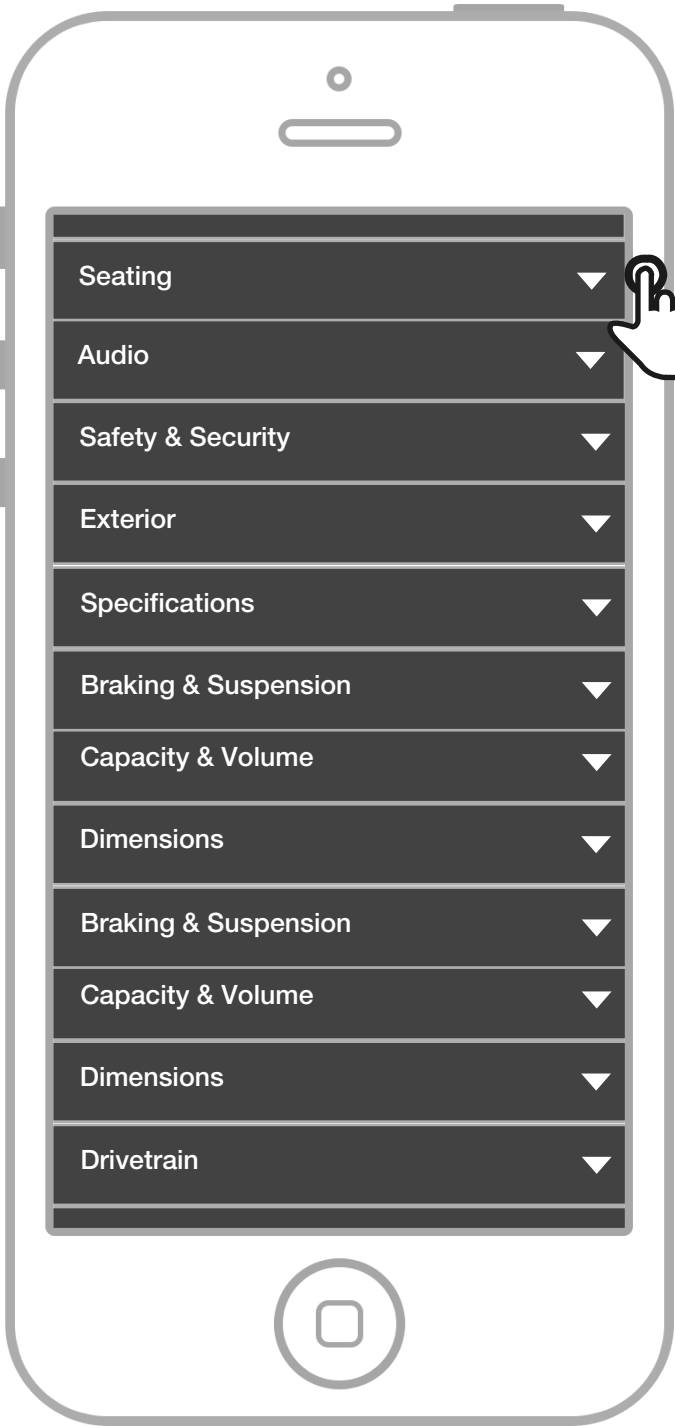 Seating
Audio
Safety & Security
Exterior
Specifications
Braking & Suspension
Capacity & Volume
Dimensions
Braking & Suspension
Capacity & Volume
Dimensions
Drivetrain